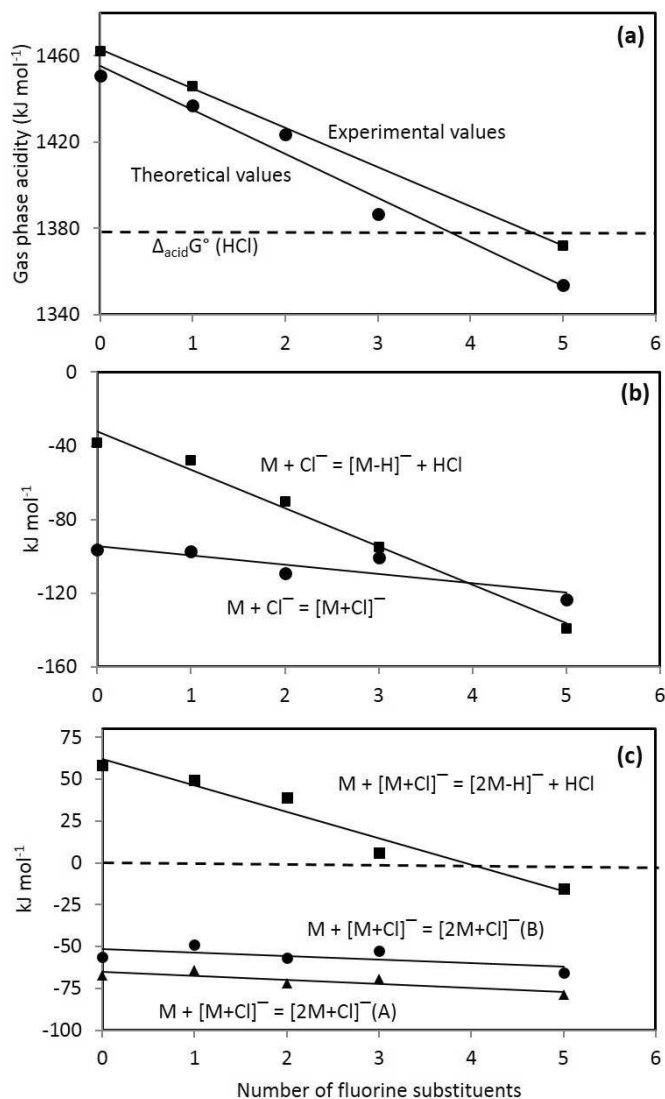 (a)
Gas phase acidity (kJ mol⁻¹)
1460
1420
1380
1340
Experimental values
Theoretical values
ΔacidG° (HCl)
0 1 2 3 4 5 6
(b)
kJ mol⁻¹
0
-40
-80
-120
-160
M + Cl⁻ = [M-H]⁻ + HCl
M + Cl⁻ = [M+Cl]⁻
0 1 2 3 4 5 6
(c)
kJ mol⁻¹
75
50
25
0
-25
-50
-75
-100
M + [M+Cl]⁻ = [2M-H]⁻ + HCl
M + [M+Cl]⁻ = [2M+Cl]⁻(B)
M + [M+Cl]⁻ = [2M+Cl]⁻(A)
0 1 2 3 4 5 6
Number of fluorine substituents